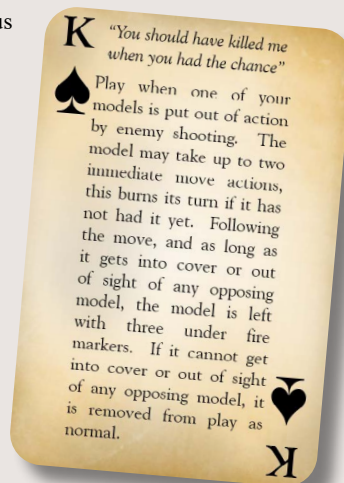 us
K
“You should have killed me
when you had the chance”
Play when one of your
models is put out of action
by enemy shooting. The
model may take up to two
immediate move actions,
this burns its turn if it has
not had it yet. Following
the move, and as long as
it gets into cover or out
of sight of any opposing
model, the model is left
with three under fire
markers. If it cannot get
into cover or out of sight
of any opposing model, it
is removed from play as
normal.
K